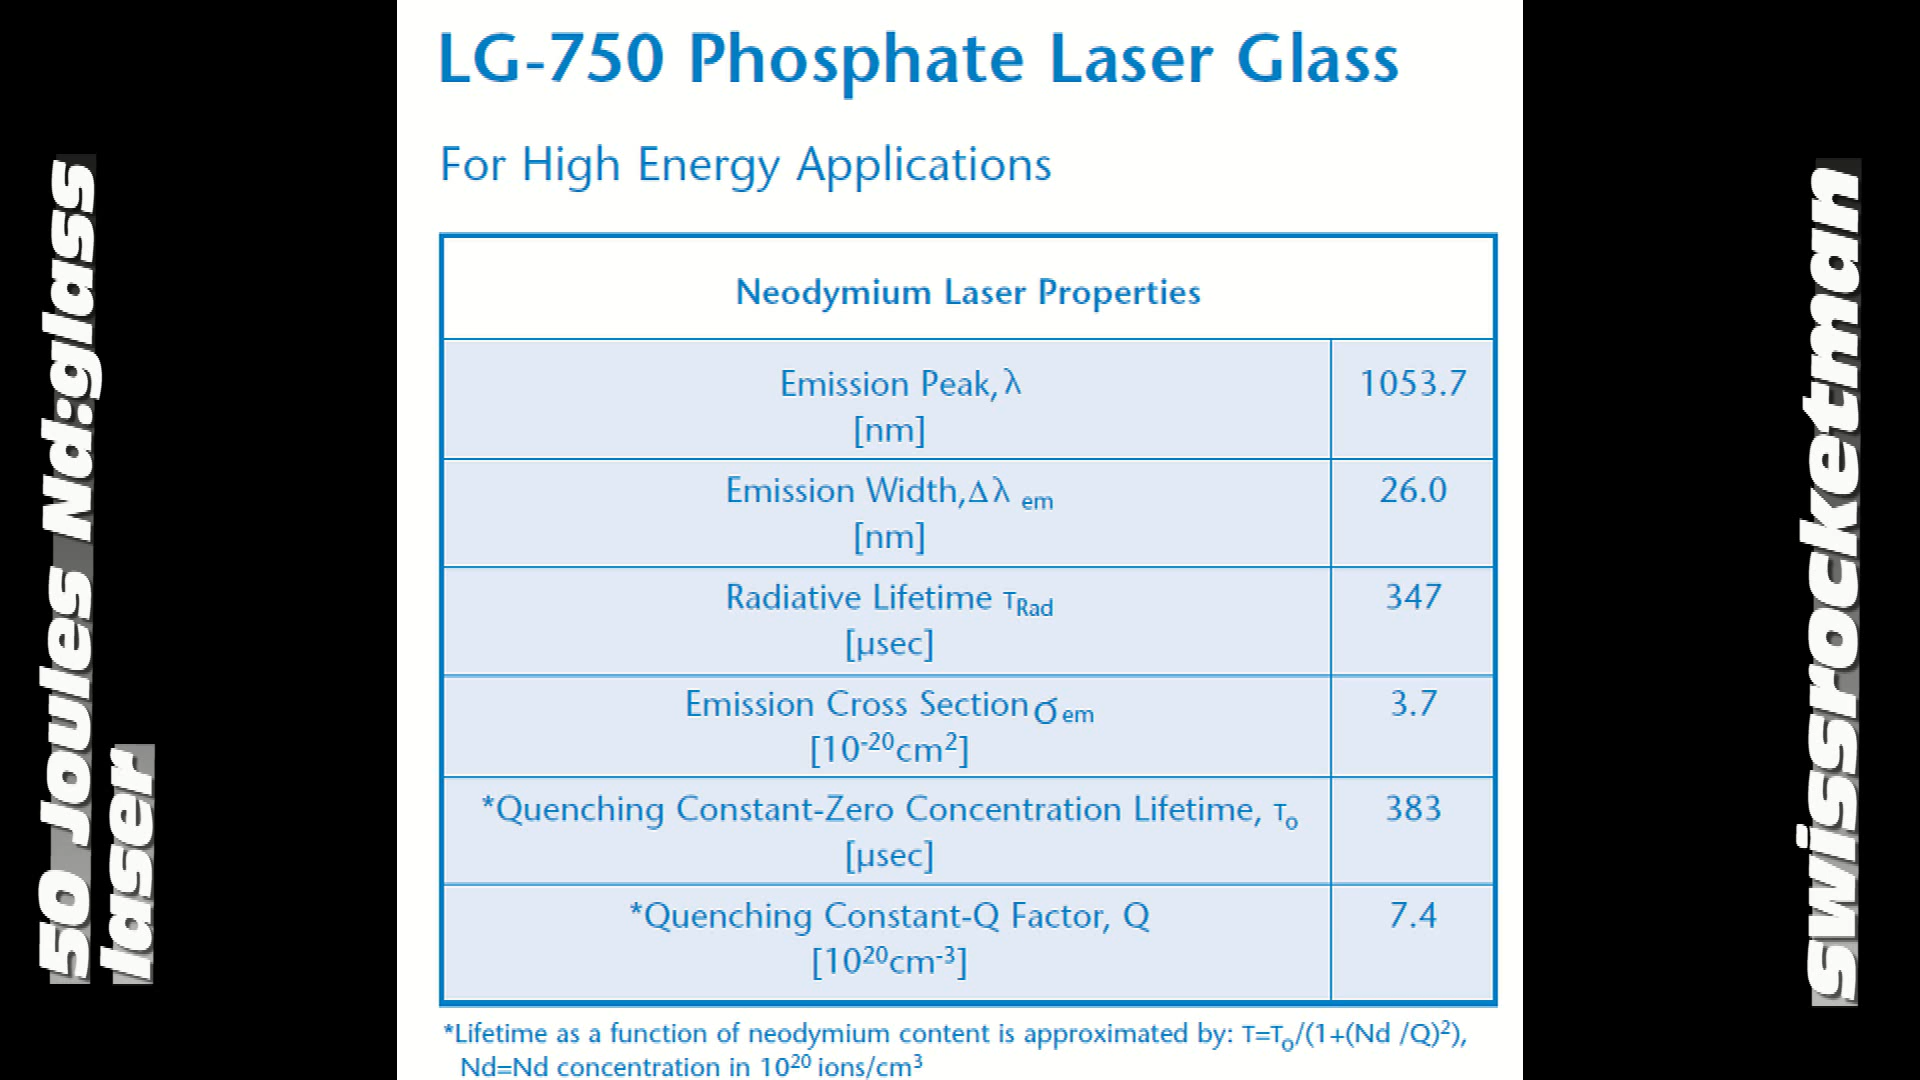 50 Joules Nd:glass
laser
LG-750 Phosphate Laser Glass
For High Energy Applications
Neodymium Laser Properties
Emission Peak, λ 1053.7
[nm]
Emission Width, Δλ em 26.0
[nm]
Radiative Lifetime τRad 347
[μsec]
Emission Cross Section σem 3.7
[10⁻²⁰cm²]
*Quenching Constant-Zero Concentration Lifetime, τo 383
[μsec]
*Quenching Constant-Q Factor, Q 7.4
[10²⁰cm⁻³]
*Lifetime as a function of neodymium content is approximated by: τ=τo/(1+(Nd /Q)²),
Nd=Nd concentration in 10²⁰ ions/cm³
swissrocketman